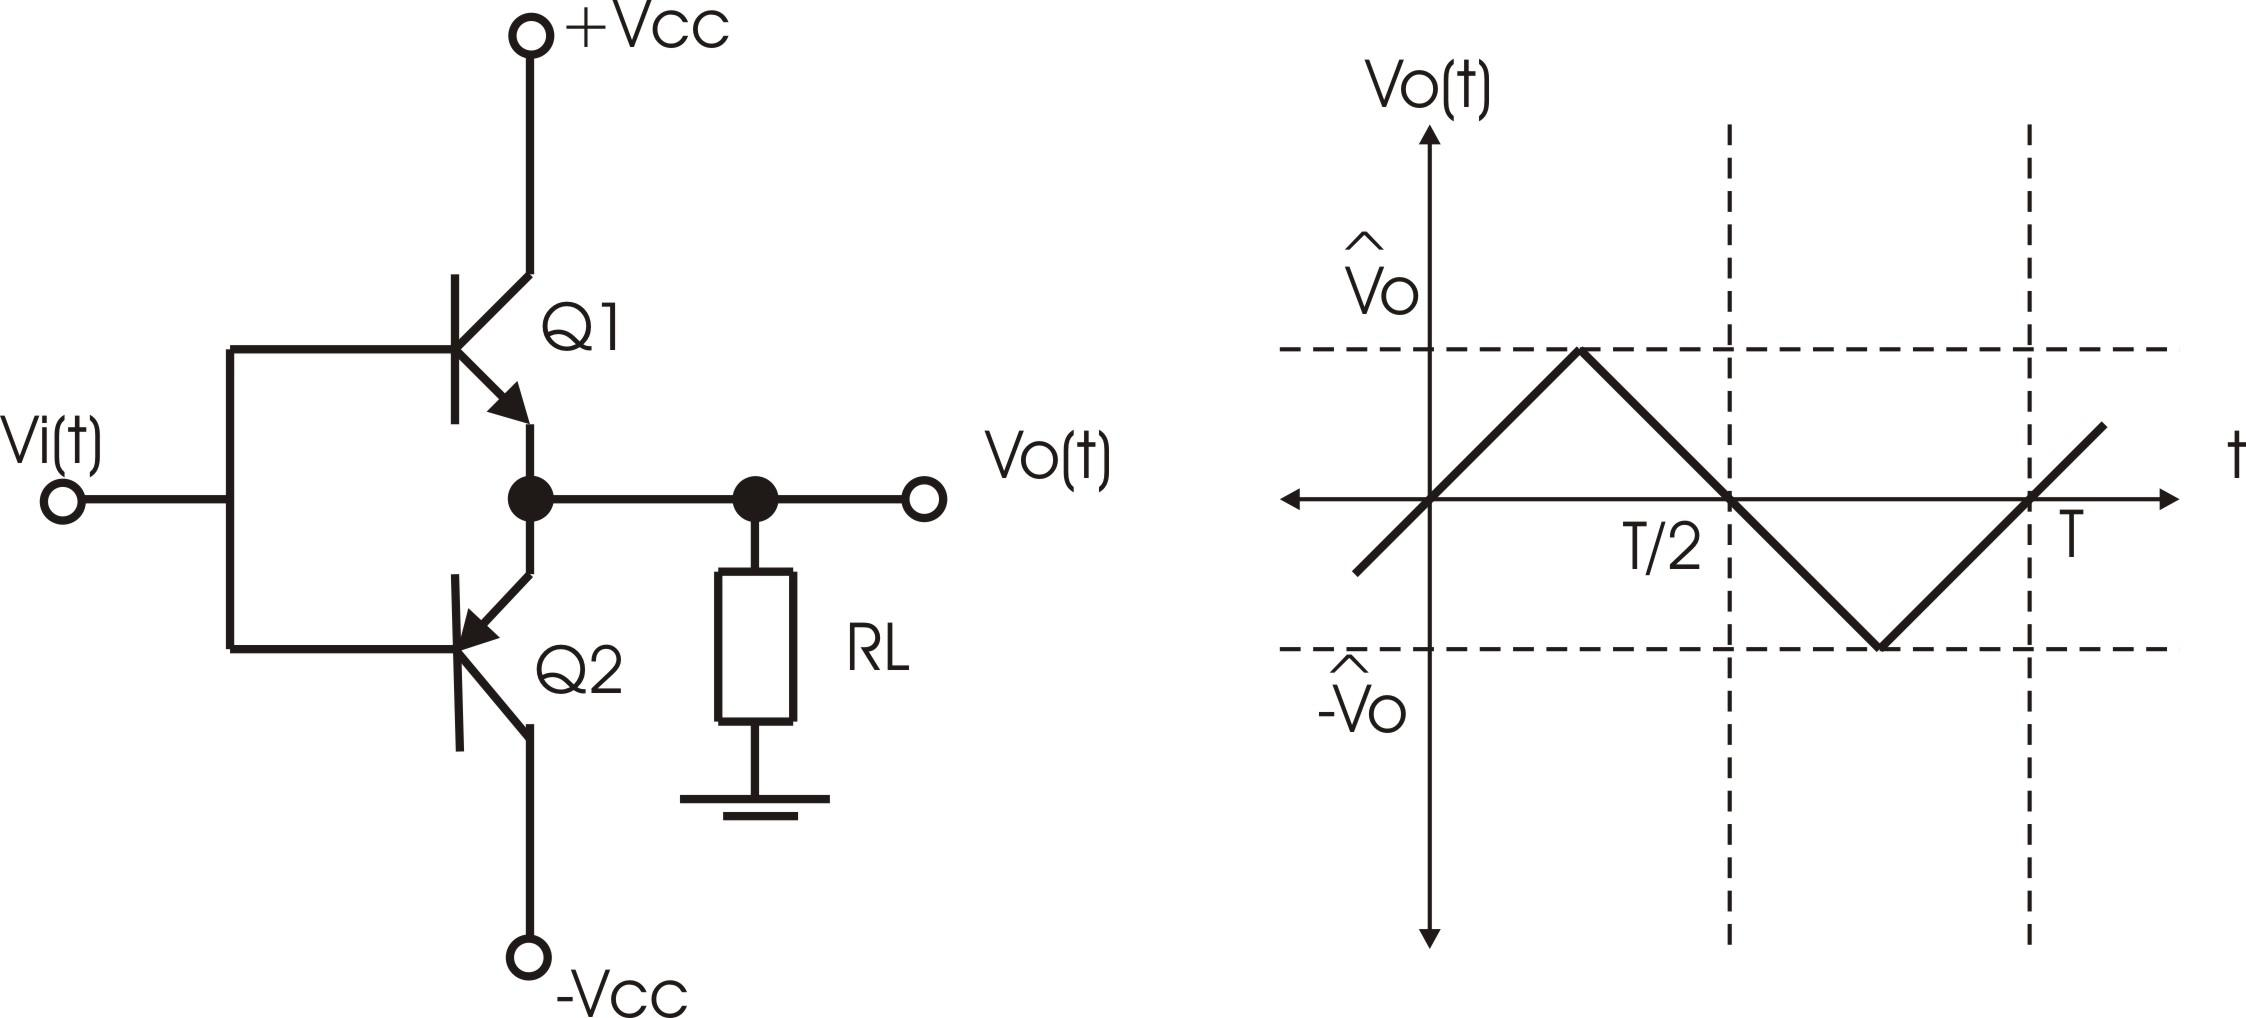 +Vcc
Q1
Vi(t)
Vo(t)
Q2
RL
-Vcc
Vo(t)
^
Vo
t
T/2
T
^
-Vo